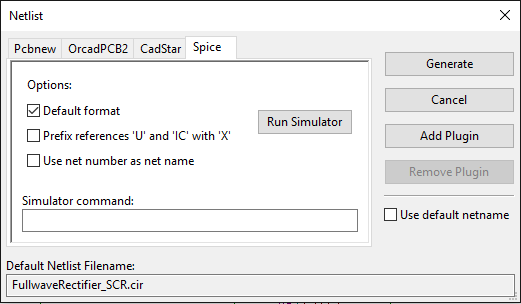 Netlist
Pcbnew OrcadPCB2 CadStar Spice
Options:
Default format
Prefix references 'U' and 'IC' with 'X'
Use net number as net name
Run Simulator
Simulator command:
Generate
Cancel
Add Plugin
Remove Plugin
Use default netname
Default Netlist Filename:
FullwaveRectifier_SCR.cir